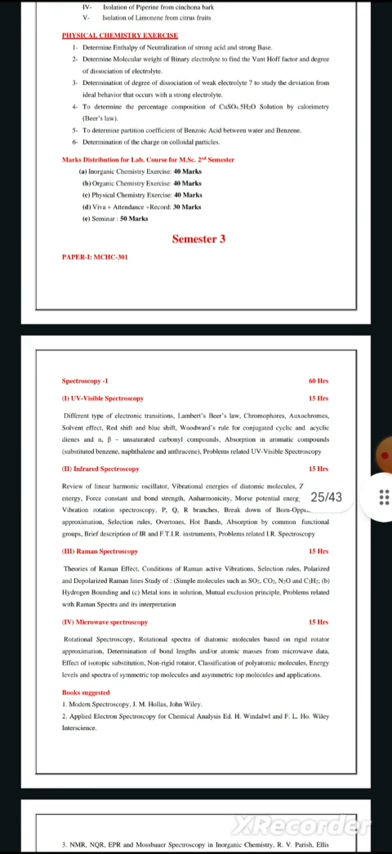 IV- Isolation of Piperine from cinchona bark
V- Isolation of Limonene from citrus fruits
PHYSICAL CHEMISTRY EXERCISE
1- Determine Enthalpy of Neutralization of strong acid and strong Base.
2- Determine Molecular weight of Binary electrolyte to find the Vant Hoff factor and degree
of dissociation of electrolyte.
3- Determination of degree of dissociation of weak electrolyte 7 to study the deviation from
ideal behavior that occurs with a strong electrolyte.
4- To determine the percentage composition of CuSO₄.5H₂O Solution by calorimetry
(Beer's law).
5- To determine partition coefficient of Benzoic Acid between water and Benzene.
6- Determination of the charge on colloidal particles.
Marks Distribution for Lab. Course for M.Sc. 2nd Semester
(a) Inorganic Chemistry Exercise: 40 Marks
(b) Organic Chemistry Exercise: 40 Marks
(c) Physical Chemistry Exercise: 40 Marks
(d) Viva + Attendance +Record: 30 Marks
(e) Seminar : 50 Marks
Semester 3
PAPER-I: MCHC-301
Spectroscopy -1 60 Hrs
(I) UV-Visible Spectroscopy 15 Hrs
Different type of electronic transitions, Lambert's Beer's law, Chromophores, Auxochromes,
Solvent effect, Red shift and blue shift, Woodward's rule for conjugated cyclic and acyclic
dienes and α, β – unsaturated carbonyl compounds, Absorption in aromatic compounds
(substituted benzene, naphthalene and anthracene), Problems related UV-Visible Spectroscopy
(II) Infrared Spectroscopy 15 Hrs
Review of linear harmonic oscillator, Vibrational energies of diatomic molecules, Z
energy, Force constant and bond strength, Anharmonicity, Morse potential energ
25/43
Vibration rotation spectroscopy, P, Q, R branches, Break down of Born-Oppe
approximation, Selection rules, Overtones, Hot Bands, Absorption by common functional
groups, Brief description of IR and F.T.I.R. instruments, Problems related I.R. Spectroscopy
(III) Raman Spectroscopy 15 Hrs
Theories of Raman Effect, Conditions of Raman active Vibrations, Selection rules, Polarized
and Depolarized Raman lines Study of : (Simple molecules such as SO₂, CO₂, N₂O and C₂H₂; (b)
Hydrogen Bounding and (c) Metal ions in solution, Mutual exclusion principle, Problems related
with Raman Spectra and its interpretation
(IV) Microwave spectroscopy 15 Hrs
Rotational Spectroscopy, Rotational spectra of diatomic molecules based on rigid rotator
approximation, Determination of bond lengths and/or atomic masses from microwave data,
Effect of isotopic substitution, Non-rigid rotator, Classification of polyatomic molecules, Energy
levels and spectra of symmetric top molecules and asymmetric top molecules and applications.
Books suggested
1. Modern Spectroscopy, J. M. Hollas, John Wiley.
2. Applied Electron Spectroscopy for Chemical Analysis Ed. H. Windalwl and F. L. Ho. Wiley
Interscience.
XRecorder
3. NMR, NQR, EPR and Mossbauer Spectroscopy in Inorganic Chemistry, R. V. Parish, Ellis